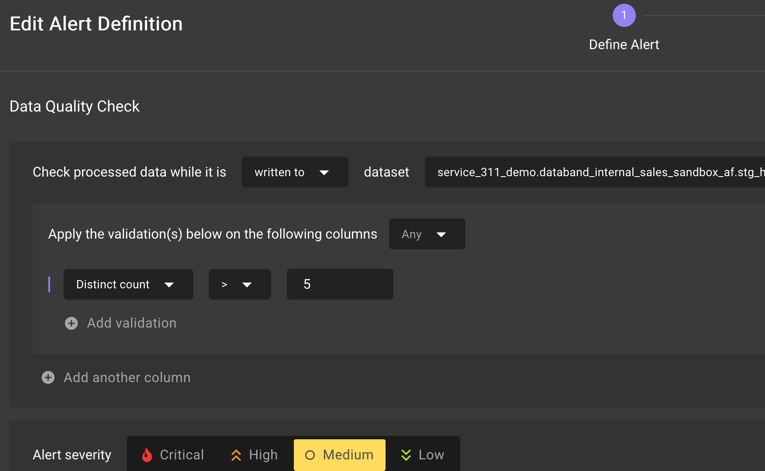 Edit Alert Definition
1
Define Alert
Data Quality Check
Check processed data while it is written to dataset service_311_demo.databand_internal_sales_sandbox_af.stg_h
Apply the validation(s) below on the following columns Any
Distinct count > 5
Add validation
Add another column
Alert severity Critical High Medium Low